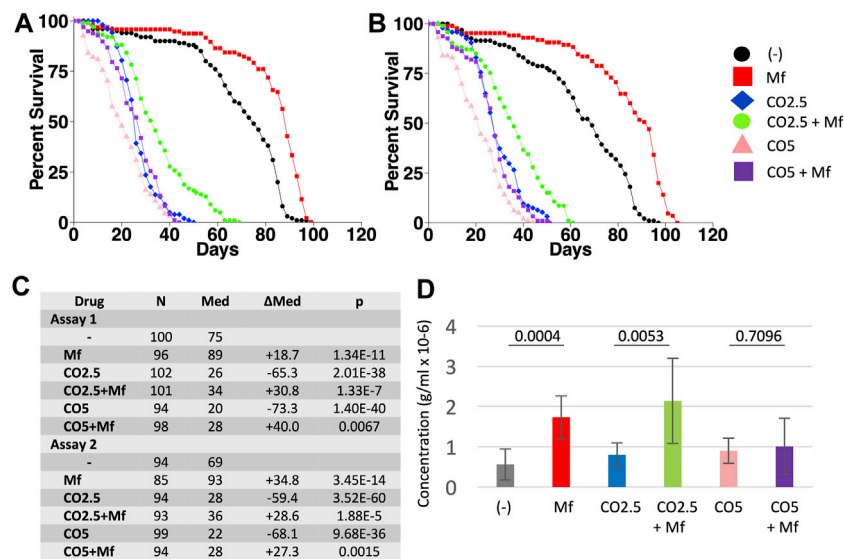 A
B
Percent Survival
100
75
50
25
0
0 20 40 60 80 100 120
Days
Percent Survival
100
75
50
25
0
0 20 40 60 80 100 120
Days
(-)
Mf
CO2.5
CO2.5 + Mf
CO5
CO5 + Mf
C
Drug N Med ΔMed p
Assay 1
- 100 75
Mf 96 89 +18.7 1.34E-11
CO2.5 102 26 -65.3 2.01E-38
CO2.5+Mf 101 34 +30.8 1.33E-7
CO5 94 20 -73.3 1.40E-40
CO5+Mf 98 28 +40.0 0.0067
Assay 2
- 94 69
Mf 85 93 +34.8 3.45E-14
CO2.5 94 28 -59.4 3.52E-60
CO2.5+Mf 93 36 +28.6 1.88E-5
CO5 99 22 -68.1 9.68E-36
CO5+Mf 94 28 +27.3 0.0015
D
Concentration (g/ml x 10-6)
4
3
2
1
0
0.0004 0.0053 0.7096
(-) Mf CO2.5 CO2.5 CO5 CO5
+ Mf + Mf